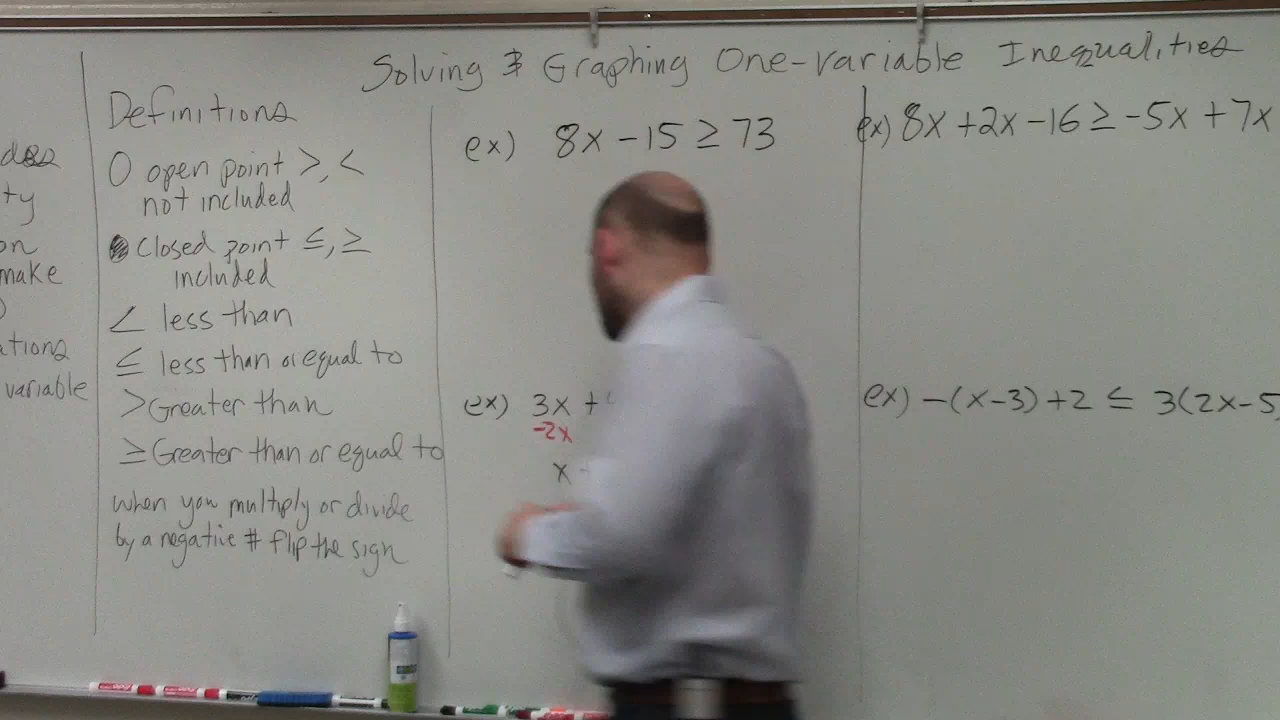 Solving & Graphing One-variable Inequalities
ty
on
make
variable
Definitions
O open point >, <
not included
● Closed point ≤, ≥
included
< less than
≤ less than or equal to
> Greater than
≥ Greater than or equal to
when you multiply or divide
by a negative # flip the sign
ex) 8x - 15 ≥ 73
ex) 3x +
-2x
x -
ex) 8x + 2x - 16 ≥ -5x + 7x
ex) -(x-3) + 2 ≤ 3(2x-5